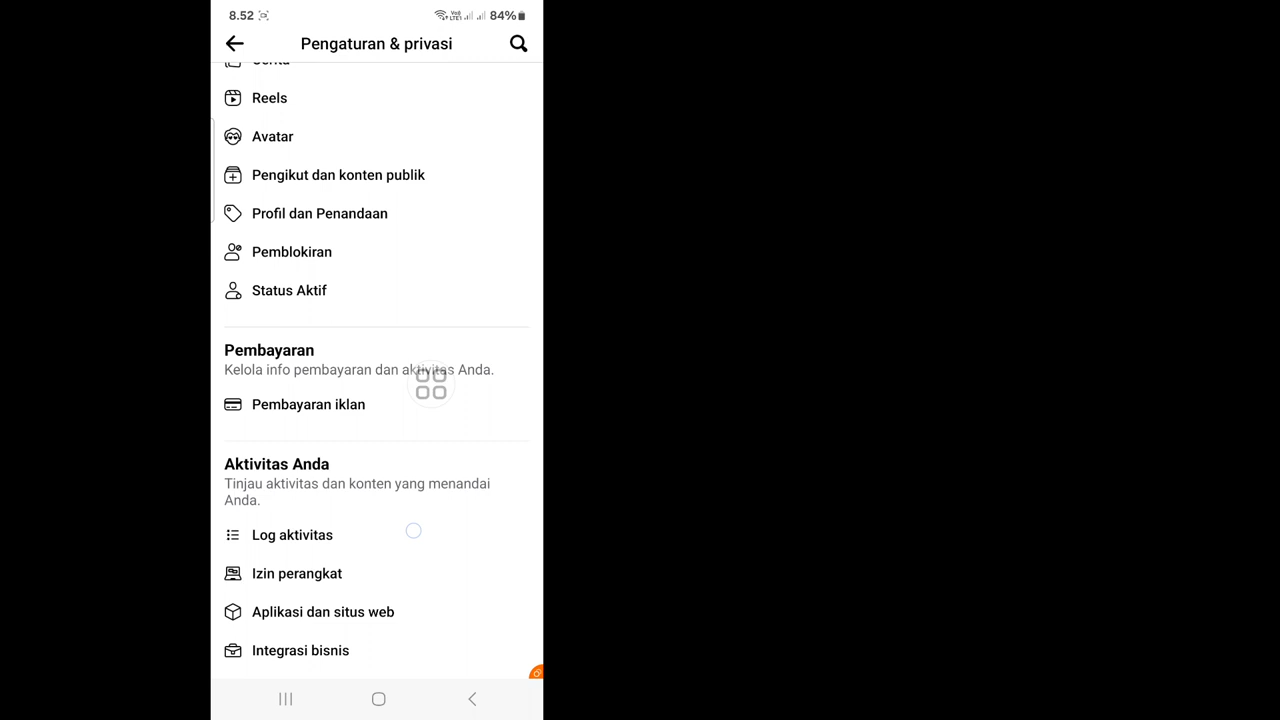 8.52
84%
Pengaturan & privasi
Reels
Avatar
Pengikut dan konten publik
Profil dan Penandaan
Pemblokiran
Status Aktif
Pembayaran
Kelola info pembayaran dan aktivitas Anda.
Pembayaran iklan
Aktivitas Anda
Tinjau aktivitas dan konten yang menandai
Anda.
Log aktivitas
Izin perangkat
Aplikasi dan situs web
Integrasi bisnis